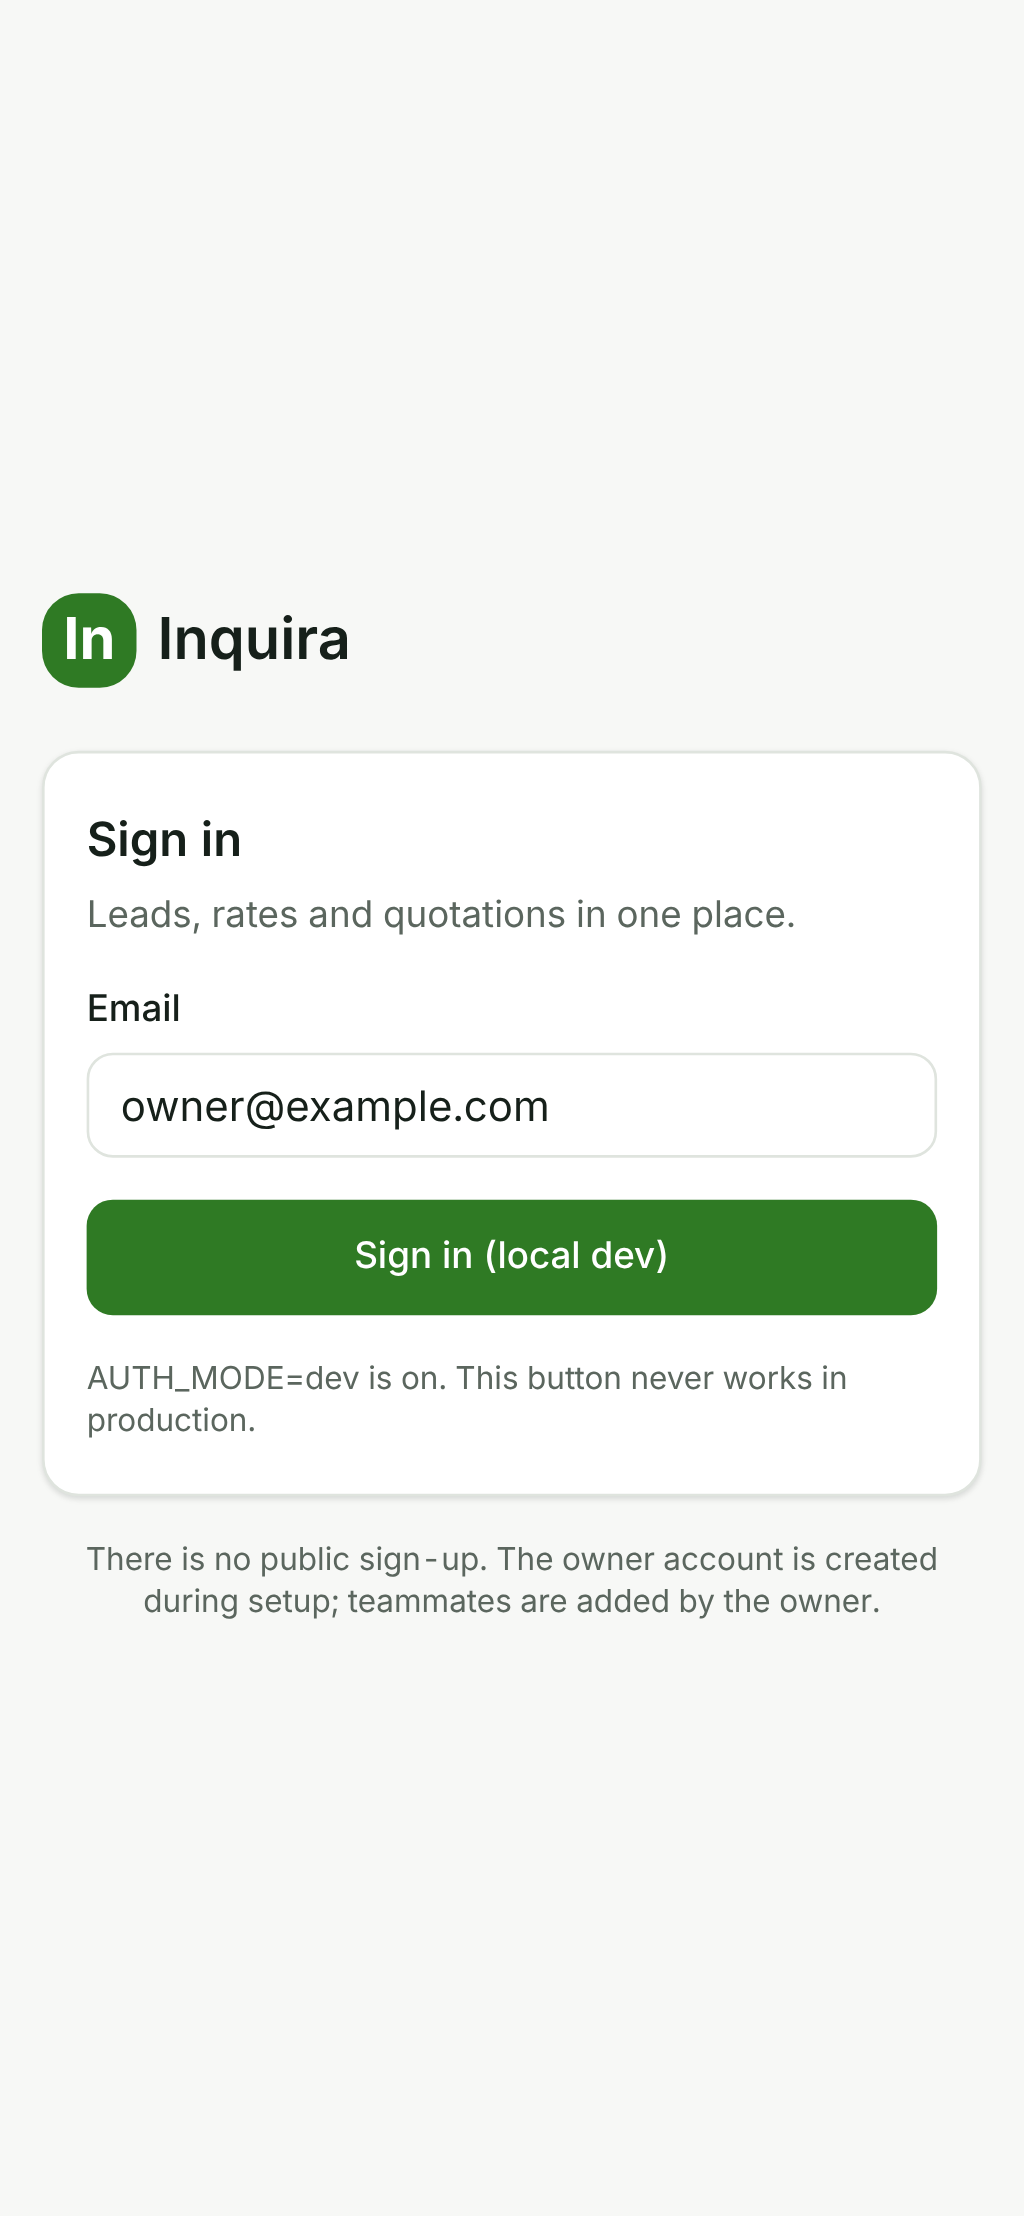 In Inquira
Sign in
Leads, rates and quotations in one place.
Email
owner@example.com
Sign in (local dev)
AUTH_MODE=dev is on. This button never works in
production.
There is no public sign-up. The owner account is created
during setup; teammates are added by the owner.